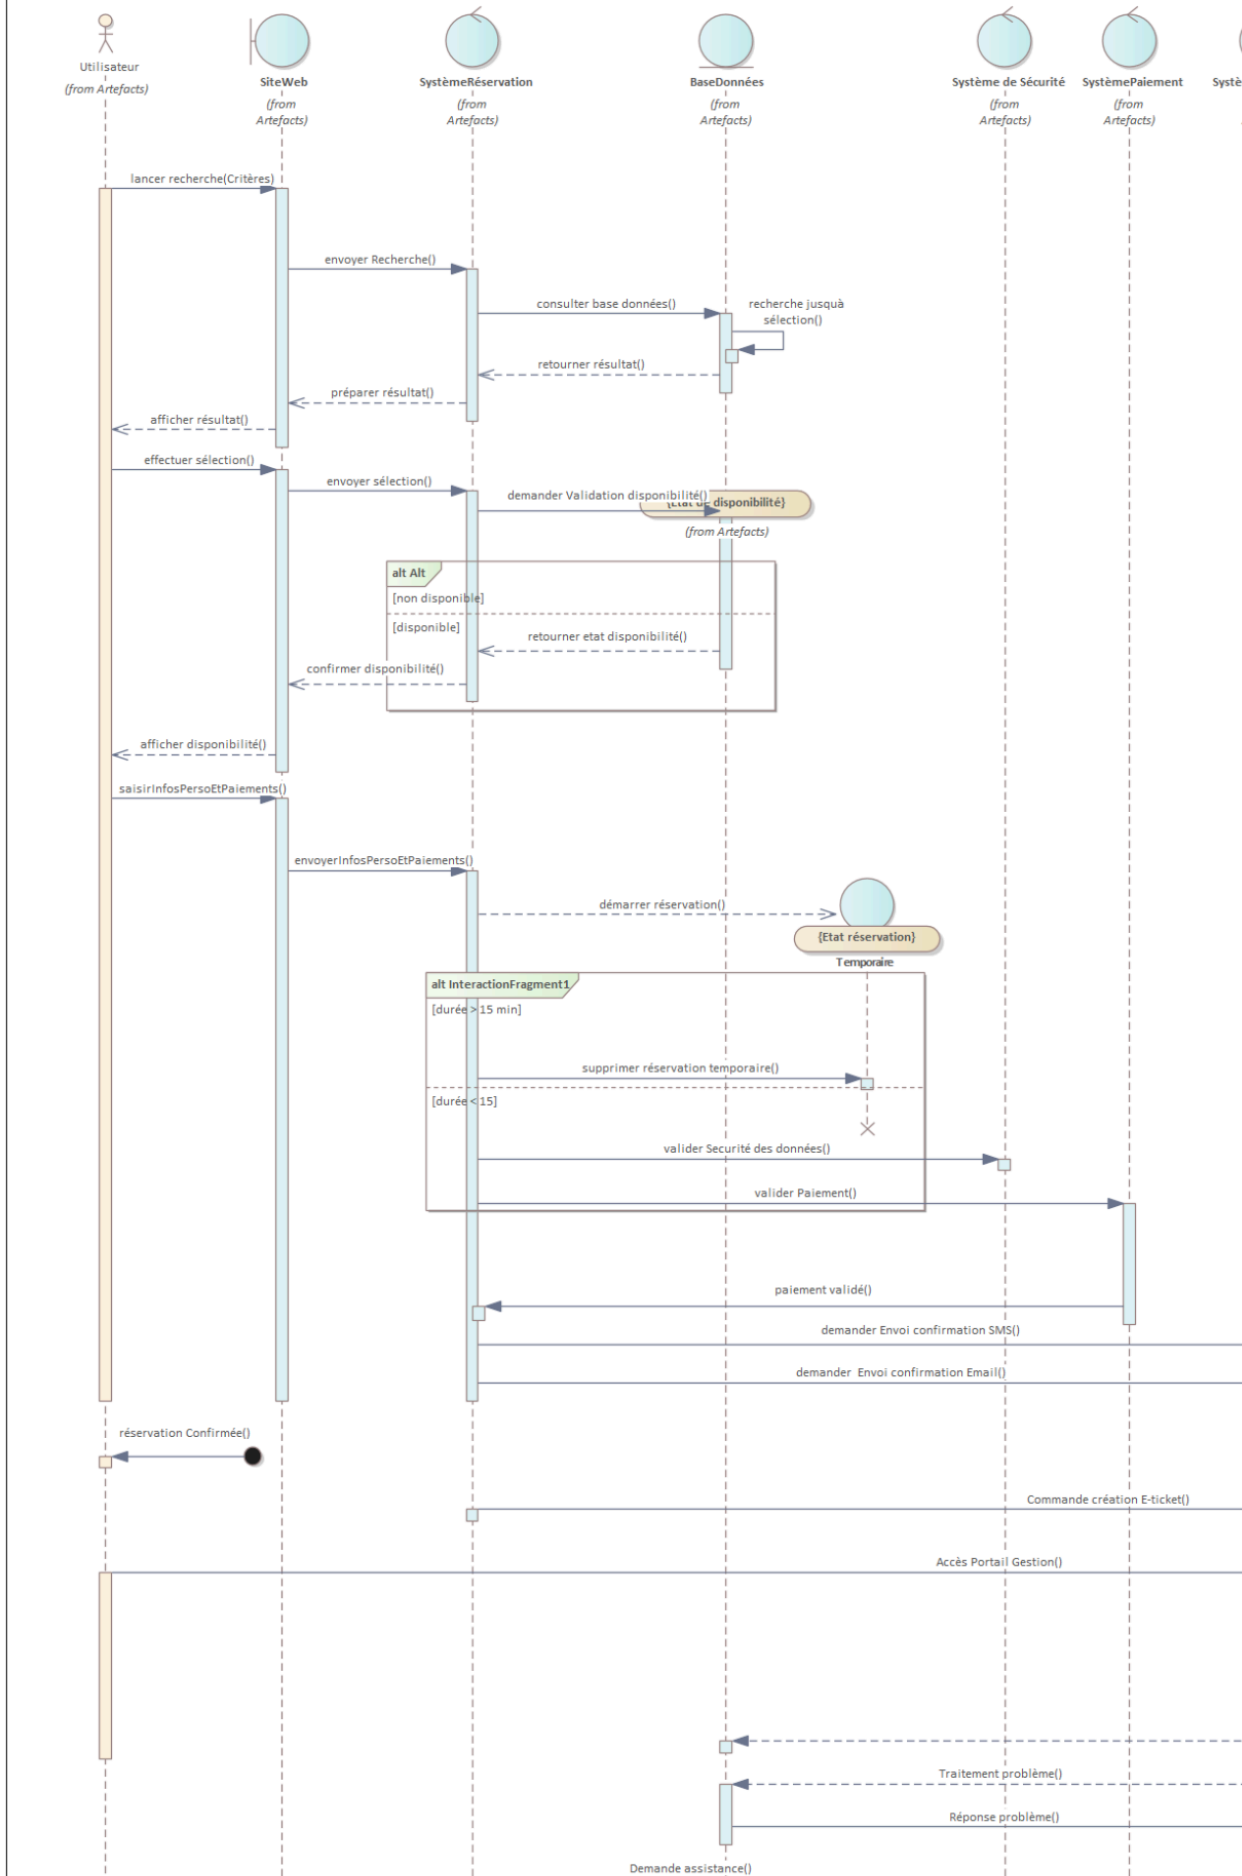 Utilisateur
(from Artefacts)
SiteWeb
(from
Artefacts)
SystèmeRéservation
(from
Artefacts)
BaseDonnées
(from
Artefacts)
Système de Sécurité
(from
Artefacts)
SystèmePaiement
(from
Artefacts)
Systè
lancer recherche(Critères)
envoyer Recherche()
consulter base données()
recherche jusquà
sélection()
retourner résultat()
préparer résultat()
afficher résultat()
effectuer sélection()
envoyer sélection()
demander Validation disponibilité()
{Etat de disponibilité}
(from Artefacts)
alt Alt
[non disponible]
[disponible]
retourner etat disponibilité()
confirmer disponibilité()
afficher disponibilité()
saisirInfosPersoEtPaiements()
envoyerInfosPersoEtPaiements()
démarrer réservation()
{Etat réservation}
Temporaire
alt InteractionFragment1
[durée > 15 min]
supprimer réservation temporaire()
[durée < 15]
valider Securité des données()
valider Paiement()
paiement validé()
demander Envoi confirmation SMS()
demander  Envoi confirmation Email()
réservation Confirmée()
Commande création E-ticket()
Accès Portail Gestion()
Traitement problème()
Réponse problème()
Demande assistance()